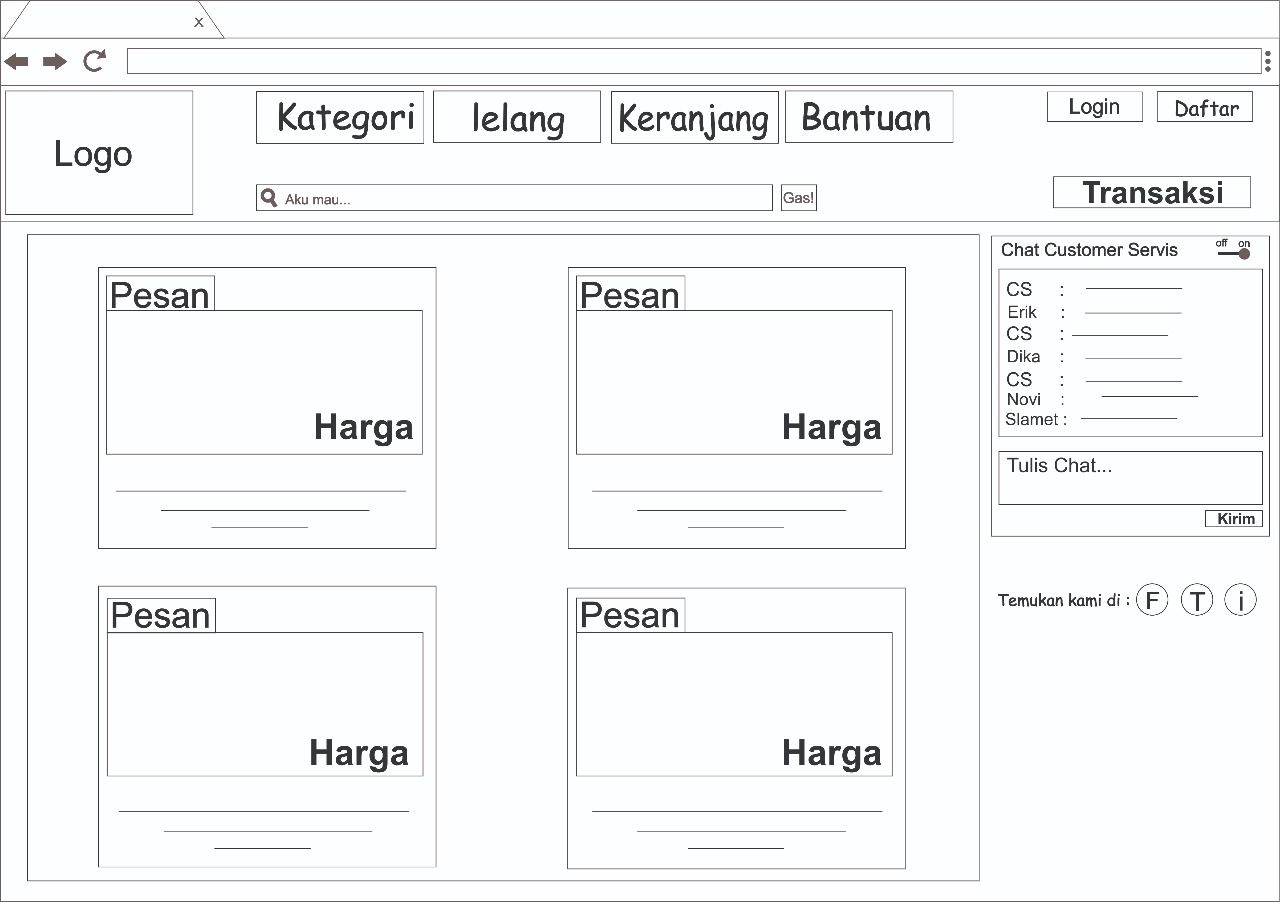 x
Logo
Kategori
lelang
Keranjang
Bantuan
Login
Daftar
Aku mau...
Gas!
Transaksi
Pesan
Harga
Pesan
Harga
Pesan
Harga
Pesan
Harga
Chat Customer Servis
off on
CS :
Erik :
CS :
Dika :
CS :
Novi :
Slamet :
Tulis Chat...
Kirim
Temukan kami di : F T i